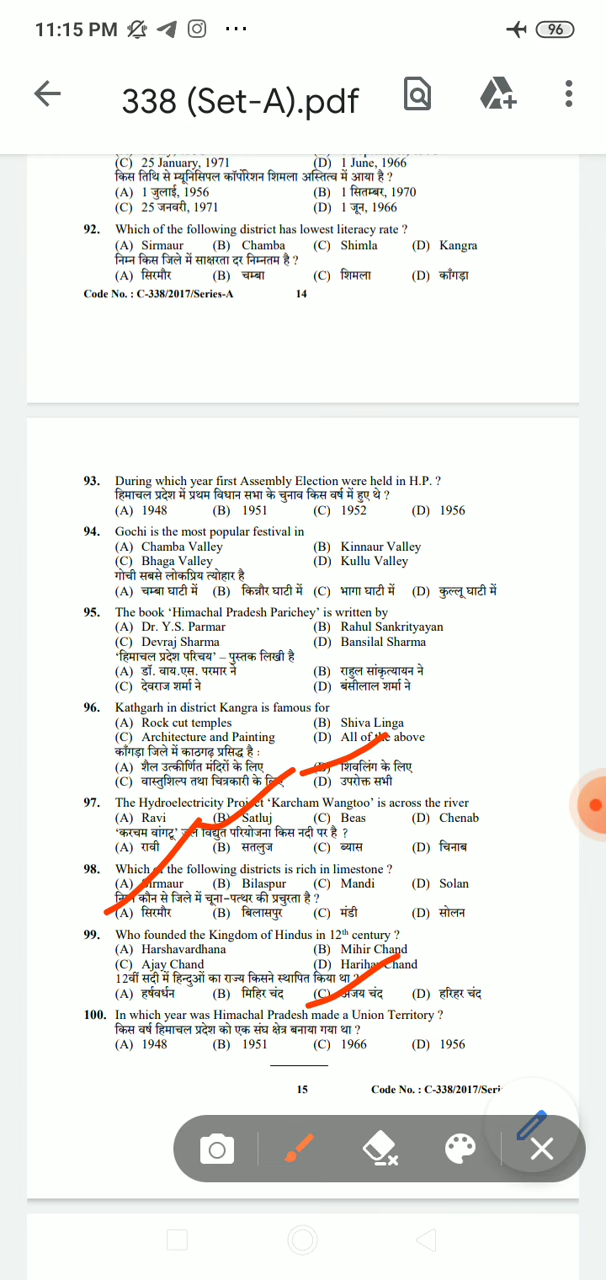 11:15 PM
96
338 (Set-A).pdf
(C) 25 January, 1971 (D) 1 June, 1966
किस तिथि से म्यूनिसिपल कॉर्पोरेशन शिमला अस्तित्व में आया है ?
(A) 1 जुलाई, 1956 (B) 1 सितम्बर, 1970
(C) 25 जनवरी, 1971 (D) 1 जून, 1966
92. Which of the following district has lowest literacy rate ?
(A) Sirmaur (B) Chamba (C) Shimla (D) Kangra
निम्न किस जिले में साक्षरता दर निम्नतम है ?
(A) सिरमौर (B) चम्बा (C) शिमला (D) काँगड़ा
Code No. : C-338/2017/Series-A 14
93. During which year first Assembly Election were held in H.P. ?
हिमाचल प्रदेश में प्रथम विधान सभा के चुनाव किस वर्ष में हुए थे ?
(A) 1948 (B) 1951 (C) 1952 (D) 1956
94. Gochi is the most popular festival in
(A) Chamba Valley (B) Kinnaur Valley
(C) Bhaga Valley (D) Kullu Valley
गोची सबसे लोकप्रिय त्योहार है
(A) चम्बा घाटी में (B) किन्नौर घाटी में (C) भागा घाटी में (D) कुल्लू घाटी में
95. The book ‘Himachal Pradesh Parichey’ is written by
(A) Dr. Y.S. Parmar (B) Rahul Sankrityayan
(C) Devraj Sharma (D) Bansilal Sharma
‘हिमाचल प्रदेश परिचय’ – पुस्तक लिखी है
(A) डॉ. वाय.एस. परमार ने (B) राहुल सांकृत्यायन ने
(C) देवराज शर्मा ने (D) बंसीलाल शर्मा ने
96. Kathgarh in district Kangra is famous for
(A) Rock cut temples (B) Shiva Linga
(C) Architecture and Painting (D) All of the above
काँगड़ा जिले में काठगढ़ प्रसिद्ध है :
(A) शैल उत्कीर्णित मंदिरों के लिए (B) शिवलिंग के लिए
(C) वास्तुशिल्प तथा चित्रकारी के लिए (D) उपरोक्त सभी
97. The Hydroelectricity Project ‘Karcham Wangtoo’ is across the river
(A) Ravi (B) Satluj (C) Beas (D) Chenab
‘करचम वांगटू’ जल विद्युत परियोजना किस नदी पर है ?
(A) रावी (B) सतलुज (C) ब्यास (D) चिनाब
98. Which of the following districts is rich in limestone ?
(A) Sirmaur (B) Bilaspur (C) Mandi (D) Solan
निम्न कौन से जिले में चूना-पत्थर की प्रचुरता है ?
(A) सिरमौर (B) बिलासपुर (C) मंडी (D) सोलन
99. Who founded the Kingdom of Hindus in 12th century ?
(A) Harshavardhana (B) Mihir Chand
(C) Ajay Chand (D) Harihar Chand
12वीं सदी में हिन्दुओं का राज्य किसने स्थापित किया था ?
(A) हर्षवर्धन (B) मिहिर चंद (C) अजय चंद (D) हरिहर चंद
100. In which year was Himachal Pradesh made a Union Territory ?
किस वर्ष हिमाचल प्रदेश को एक संघ क्षेत्र बनाया गया था ?
(A) 1948 (B) 1951 (C) 1966 (D) 1956
15 Code No. : C-338/2017/Seri